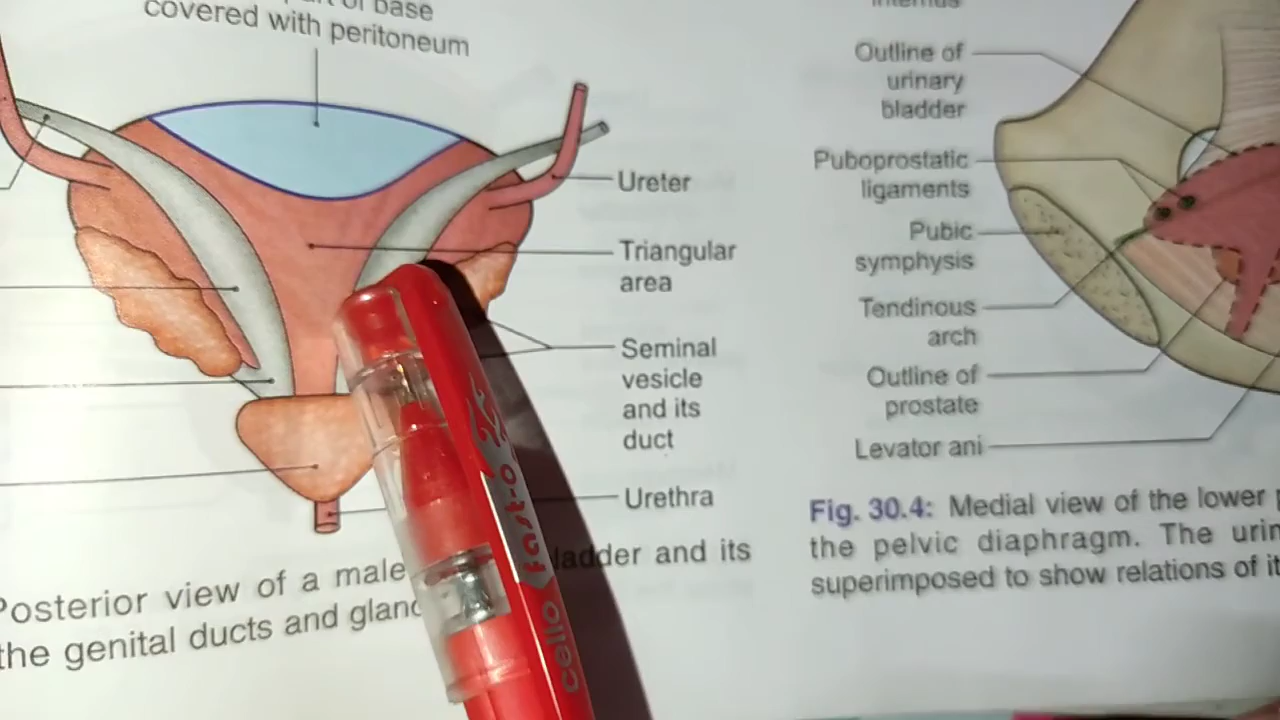 of base
covered with peritoneum
Ureter
Triangular
area
Seminal
vesicle
and its
duct
Urethra
Posterior view of a male
ladder and its
the genital ducts and gland
cello fast-o
Outline of
urinary
bladder
Puboprostatic
ligaments
Pubic
symphysis
Tendinous
arch
Outline of
prostate
Levator ani
Fig. 30.4: Medial view of the lower
the pelvic diaphragm. The urin
superimposed to show relations of it